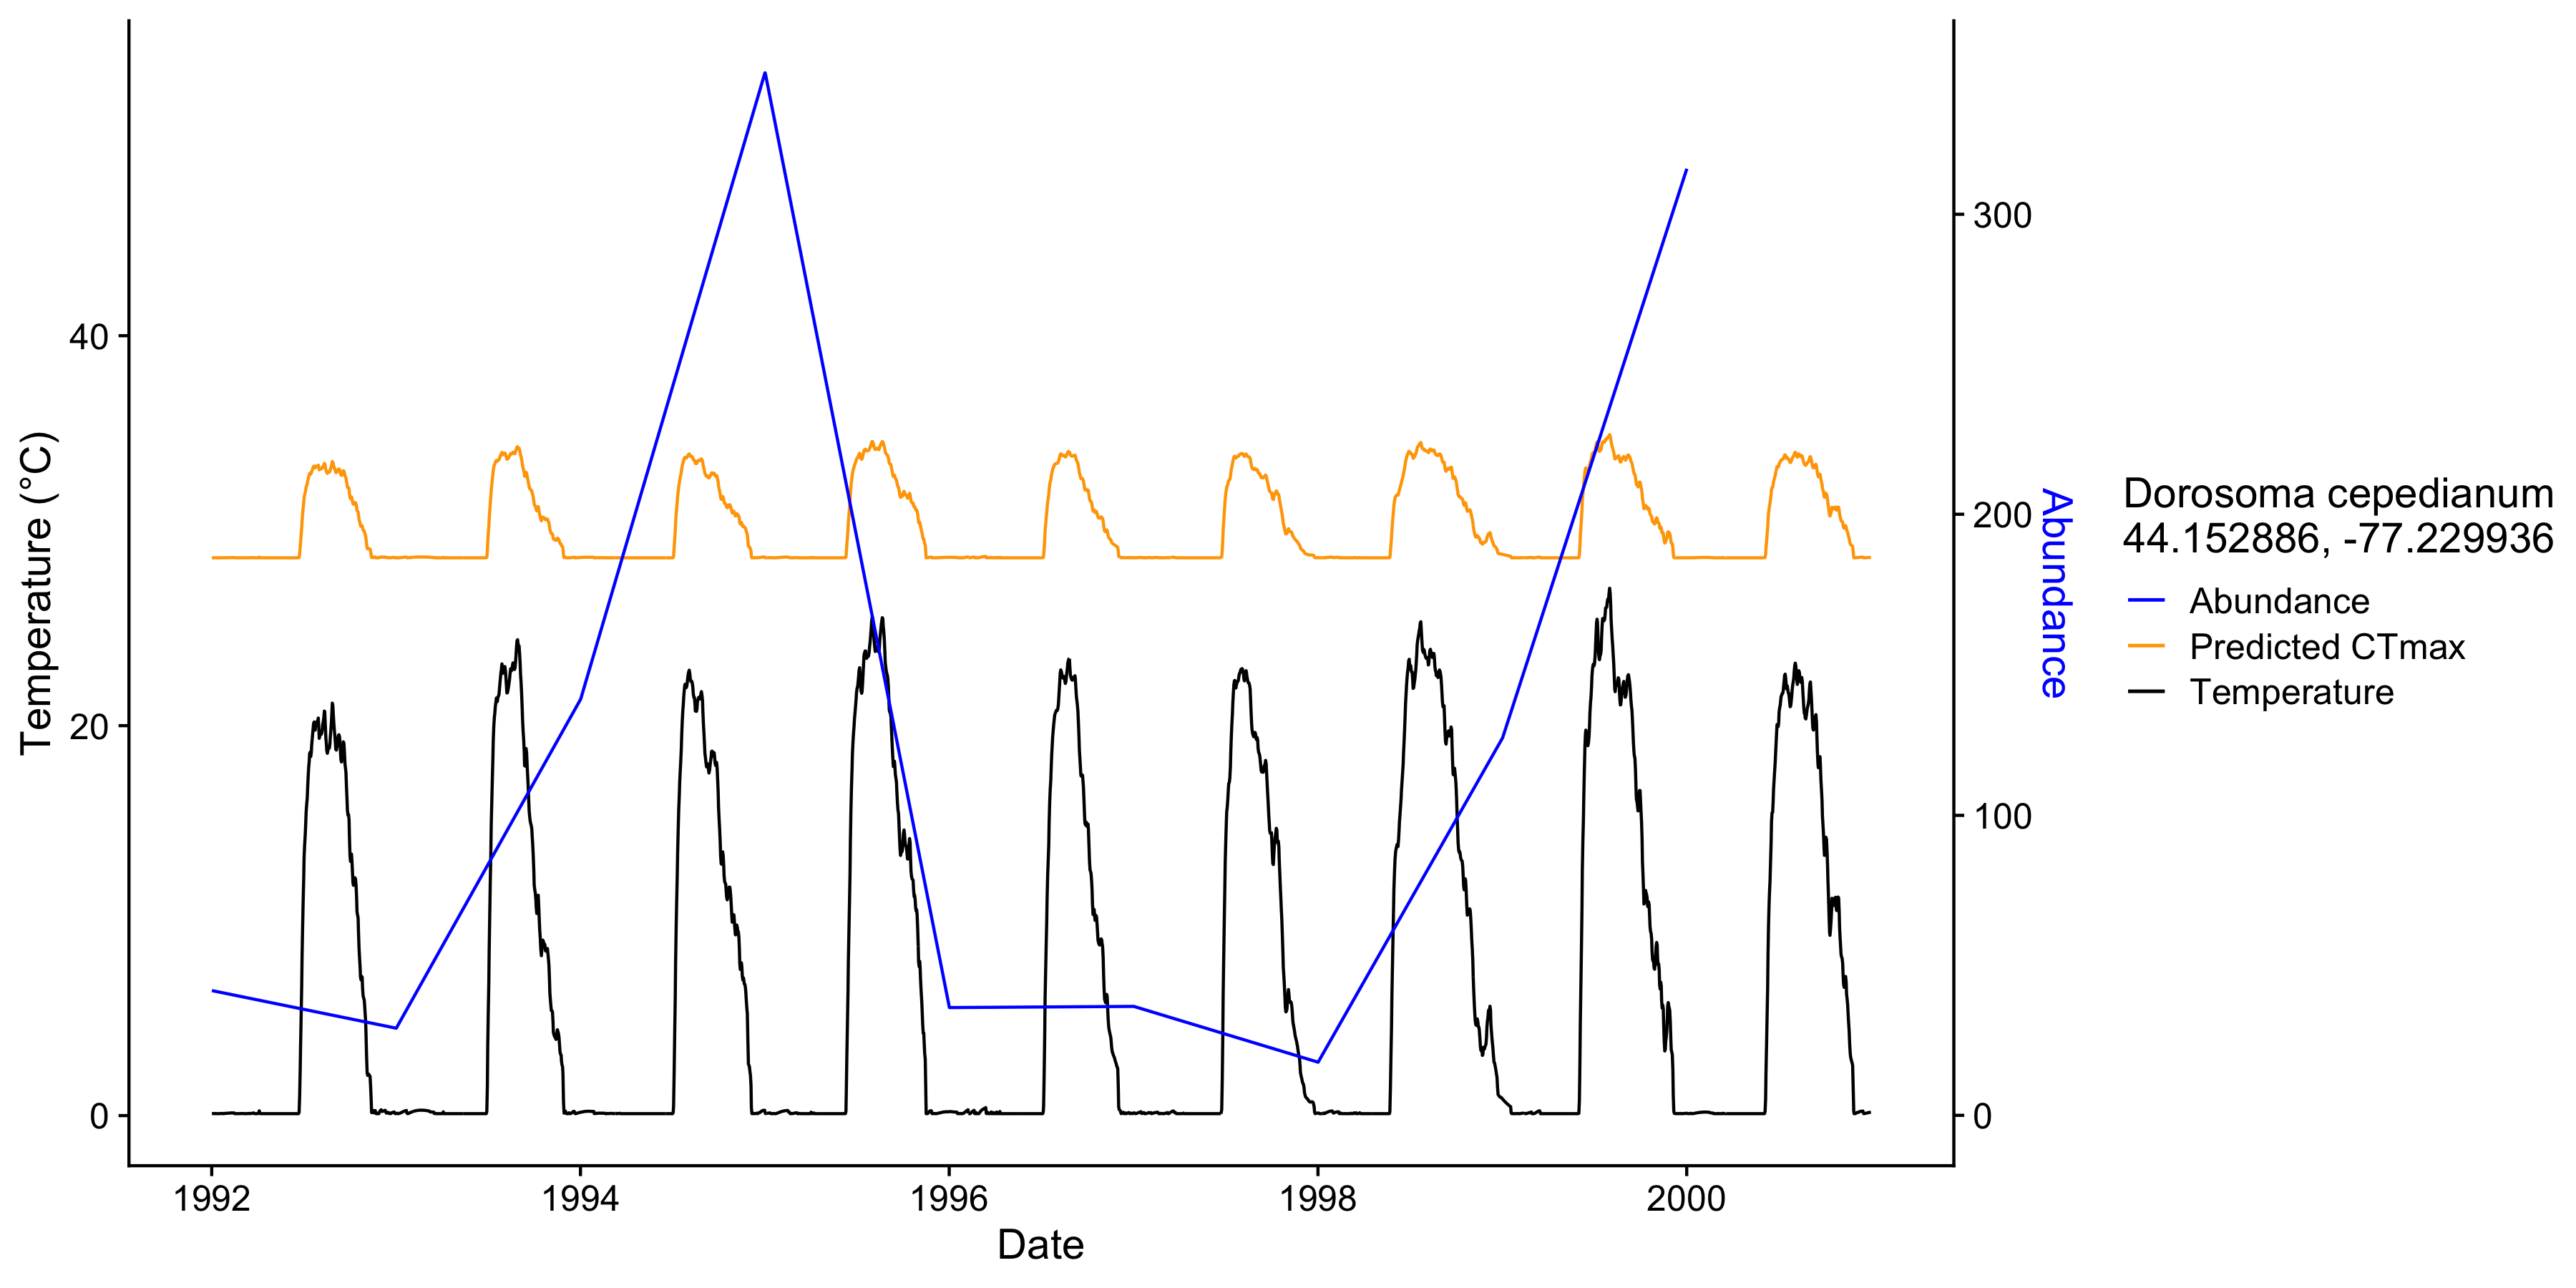 Temperature (°C)
40
20
0
1992
1994
1996
1998
2000
Date
300
200
100
0
Abundance
Dorosoma cepedianum
44.152886, -77.229936
Abundance
Predicted CTmax
Temperature